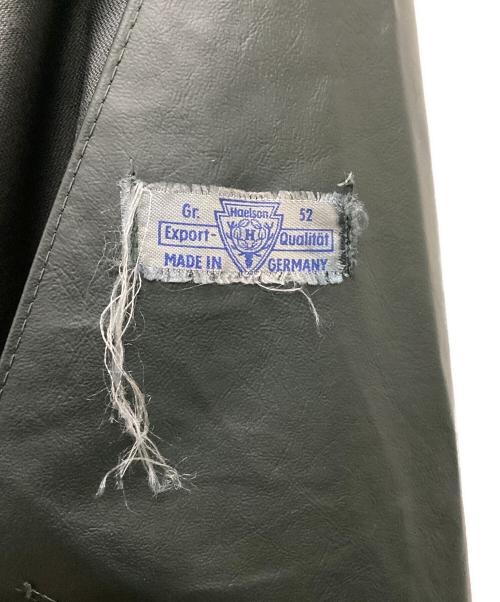 Gr. Haelson 52
Export- H Qualität
MADE IN GERMANY